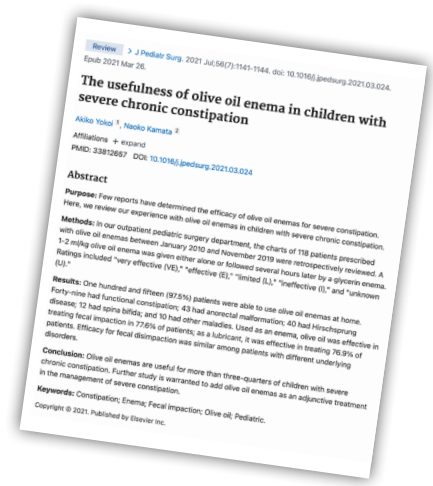 Review > J Pediatr Surg. 2021 Jul;56(7):1141-1144. doi: 10.1016/j.jpedsurg.2021.03.024.
Epub 2021 Mar 26.
The usefulness of olive oil enema in children with
severe chronic constipation
Akiko Yokoi 1, Naoko Kamata 2
Affiliations + expand
PMID: 33812657 DOI: 10.1016/j.jpedsurg.2021.03.024
Abstract
Purpose: Few reports have determined the efficacy of olive oil enemas for severe constipation.
Here, we review our experience with olive oil enemas in children with severe chronic constipation.
Methods: In our outpatient pediatric surgery department, the charts of 118 patients prescribed
with olive oil enemas between January 2010 and November 2019 were retrospectively reviewed. A
1-2 ml/kg olive oil enema was given either alone or followed several hours later by a glycerin enema.
Ratings included "very effective (VE)," "effective (E)," "limited (L)," "ineffective (I)," and "unknown
(U)."
Results: One hundred and fifteen (97.5%) patients were able to use olive oil enemas at home.
Forty-nine had functional constipation; 43 had anorectal malformation; 40 had Hirschsprung
disease; 12 had spina bifida; and 10 had other maladies. Used as an enema, olive oil was effective in
treating fecal impaction in 77.6% of patients; as a lubricant, it was effective in treating 76.9% of
patients. Efficacy for fecal disimpaction was similar among patients with different underlying
disorders.
Conclusion: Olive oil enemas are useful for more than three-quarters of children with severe
chronic constipation. Further study is warranted to add olive oil enemas as an adjunctive treatment
in the management of severe constipation.
Keywords: Constipation; Enema; Fecal impaction; Olive oil; Pediatric.
Copyright © 2021. Published by Elsevier Inc.